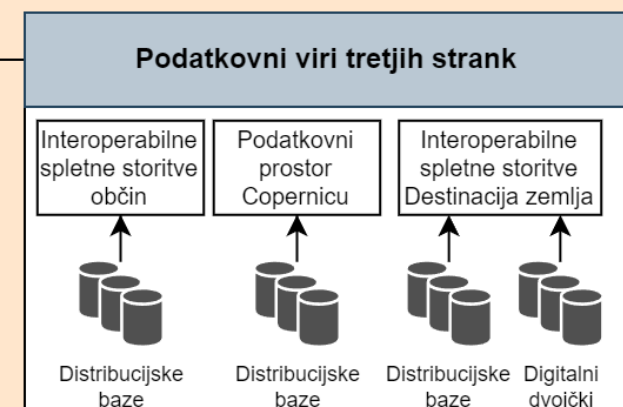 Podatkovni viri tretjih strank
Interoperabilne
spletne storitve
občin
Podatkovni
prostor
Copernicu
Interoperabilne
spletne storitve
Destinacija zemlja
Distribucijske
baze
Distribucijske
baze
Distribucijske
baze
Digitalni
dvojčki